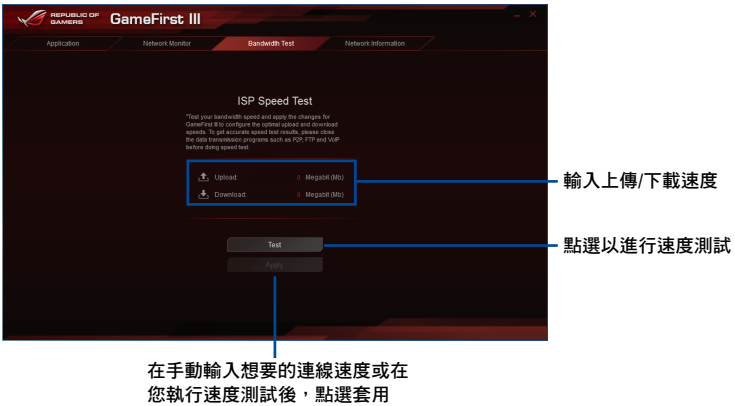 REPUBLIC OF
GAMERS
GameFirst III
Application
Network Monitor
Bandwidth Test
Network Information
ISP Speed Test
*Test your bandwidth speed and apply the changes for
GameFirst III to configure the optimal upload and download
speeds. To get accurate speed test results, please close
the data transmission programs such as P2P, FTP and VoIP
before doing speed test.
Upload: 0 Megabit (Mb)
Download: 0 Megabit (Mb)
輸入上傳/下載速度
Test
點選以進行速度測試
Apply
在手動輸入想要的連線速度或在
您執行速度測試後，點選套用